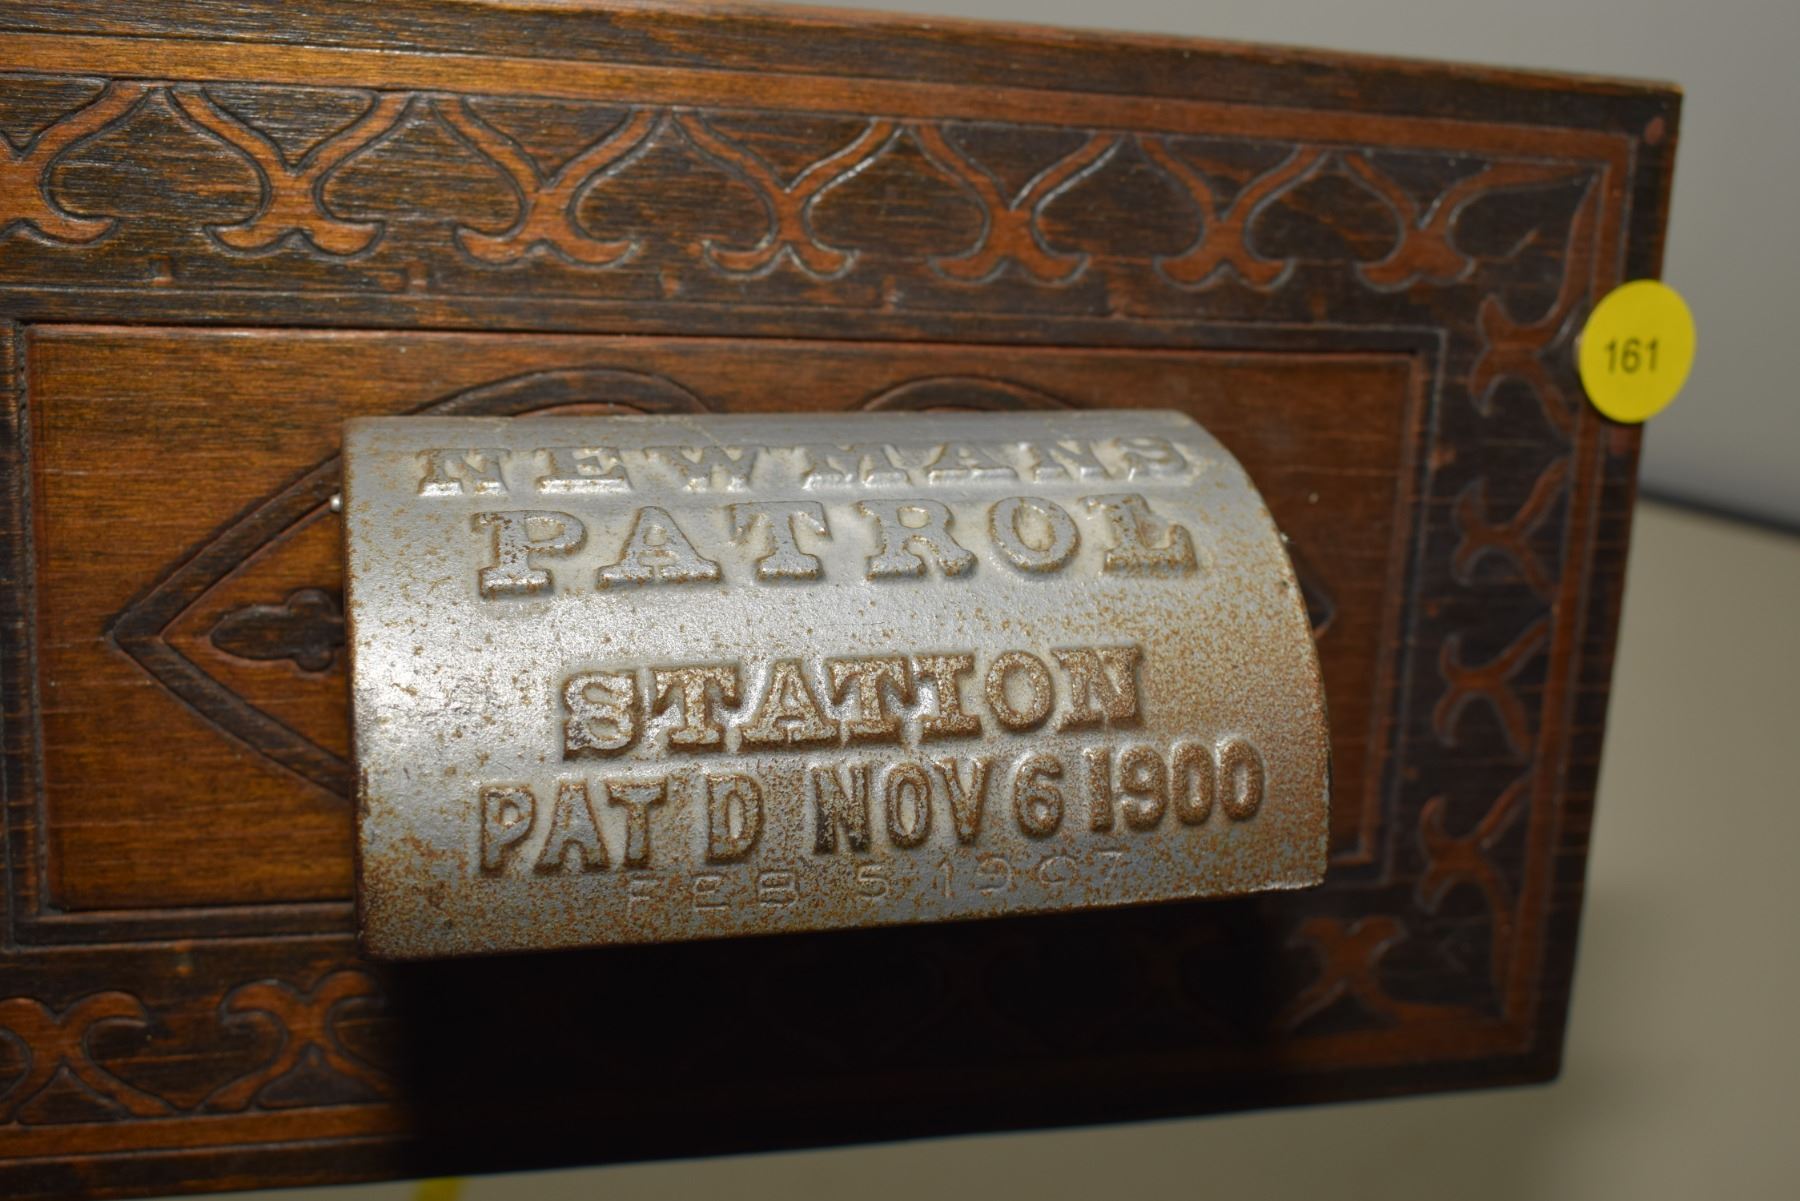 NEWMANS
PATROL
STATION
PAT D NOV 6 1900
FEB 5 1907
161